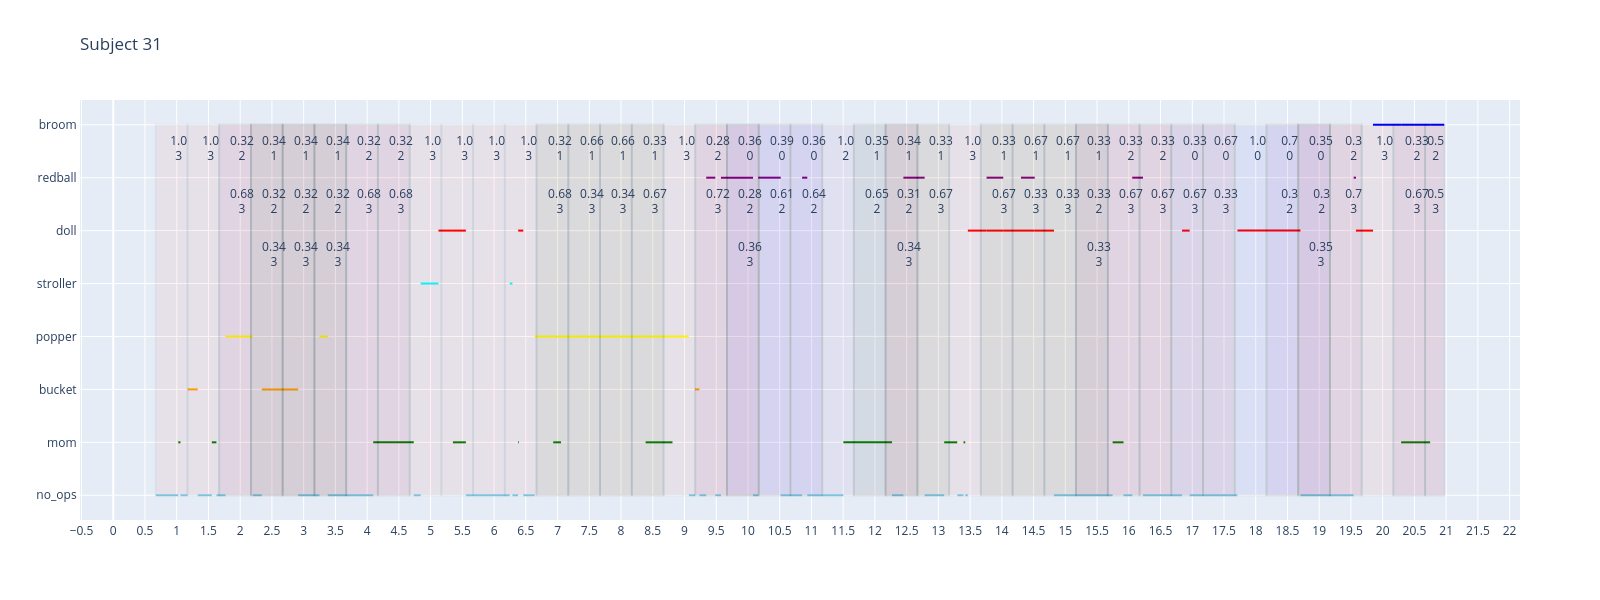 Subject 31
broom
1.0 1.0 0.32 0.34 0.34 0.34 0.32 0.32 1.0 1.0 1.0 1.0 0.32 0.66 0.66 0.33 1.0 0.28 0.36 0.39 0.36 1.0 0.35 0.34 0.33 1.0 0.33 0.67 0.67 0.33 0.33 0.32 0.33 0.67 1.0 0.7 0.35 0.3 1.0 0.33 0.5
3 3 2 1 1 1 2 2 3 3 3 3 1 1 1 1 3 2 0 0 0 2 1 1 1 3 1 1 1 1 2 2 0 0 0 0 0 2 3 2 2
redball
0.68 0.32 0.32 0.32 0.68 0.68 0.68 0.34 0.34 0.67 0.72 0.28 0.61 0.64 0.65 0.31 0.67 0.67 0.33 0.33 0.33 0.67 0.67 0.67 0.33 0.3 0.3 0.7 0.67 0.5
3 2 2 2 3 3 3 3 3 3 3 2 2 2 2 2 3 3 3 3 2 3 3 3 3 2 2 3 3 3
doll
0.34 0.34 0.34 0.36 0.34 0.33 0.35
3 3 3 3 3 3 3
stroller
popper
bucket
mom
no_ops
−0.5 0 0.5 1 1.5 2 2.5 3 3.5 4 4.5 5 5.5 6 6.5 7 7.5 8 8.5 9 9.5 10 10.5 11 11.5 12 12.5 13 13.5 14 14.5 15 15.5 16 16.5 17 17.5 18 18.5 19 19.5 20 20.5 21 21.5 22